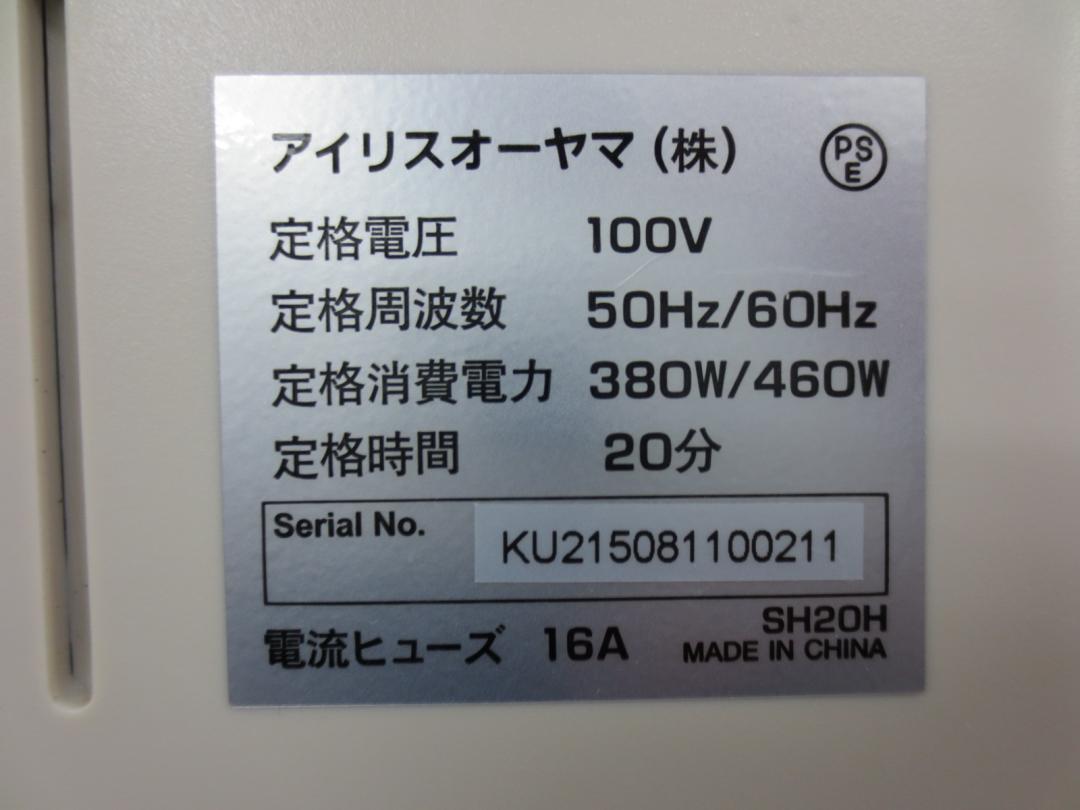 アイリスオーヤマ（株） PSE
定格電圧 100V
定格周波数 50Hz/60Hz
定格消費電力 380W/460W
定格時間 20分
Serial No. KU215081100211
SH20H
電流ヒューズ 16A MADE IN CHINA